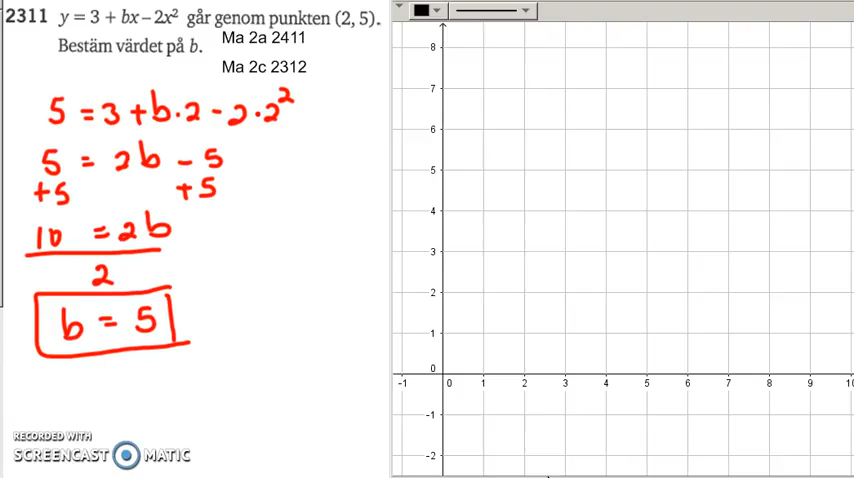 2311 y = 3 + bx – 2x² går genom punkten (2, 5).
Bestäm värdet på b.
Ma 2a 2411
Ma 2c 2312
5 = 3 + b · 2 - 2 · 2²
5 = 2b - 5
+5 +5
10 = 2b
2
b = 5
RECORDED WITH
SCREENCAST MATIC
8
7
6
5
4
3
2
1
0
-1 0 1 2 3 4 5 6 7 8 9 10
-1
-2